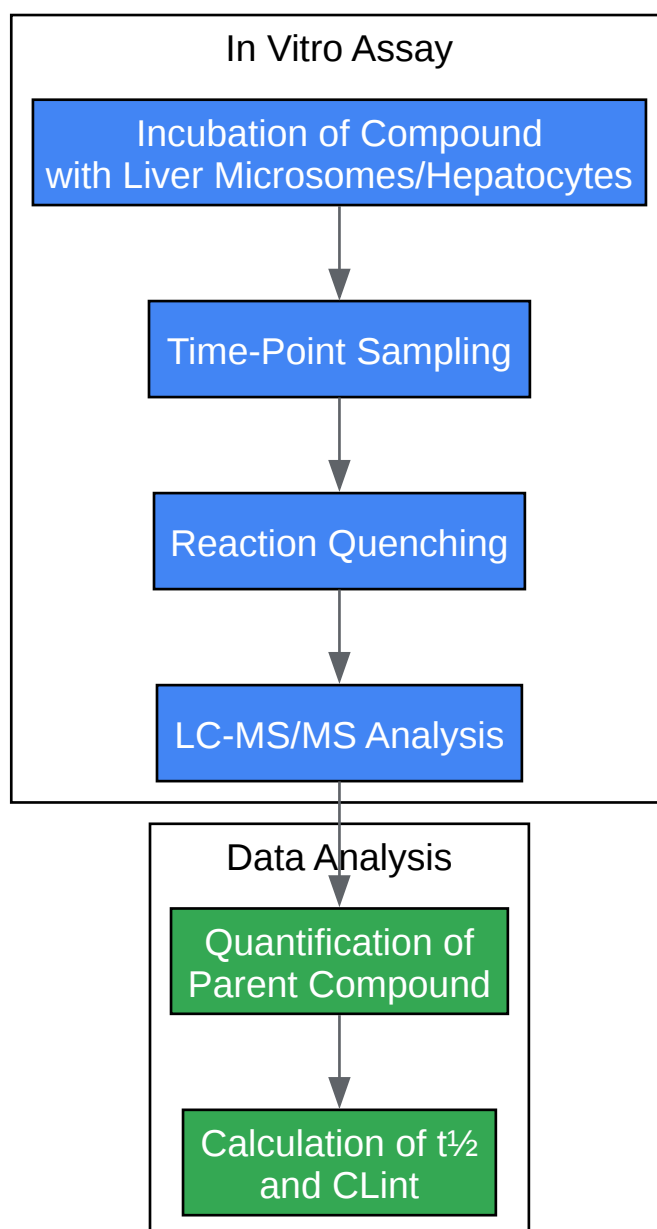 In Vitro Assay
Incubation of Compound
with Liver Microsomes/Hepatocytes
Time-Point Sampling
Reaction Quenching
LC-MS/MS Analysis
Data Analysis
Quantification of
Parent Compound
Calculation of t½
and CLint